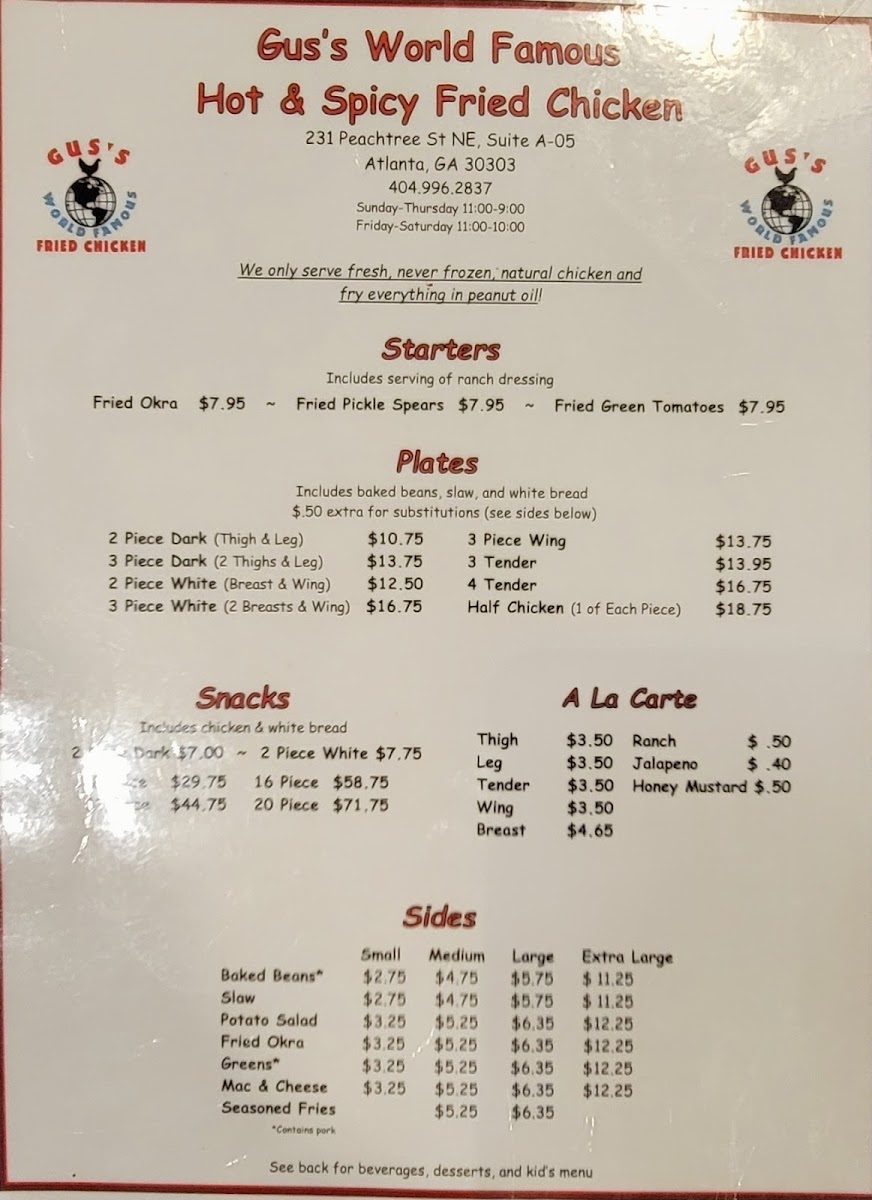 Gus's World Famous
Hot & Spicy Fried Chicken
231 Peachtree St NE, Suite A-05
Atlanta, GA 30303
404.996.2837
Sunday-Thursday 11:00-9:00
Friday-Saturday 11:00-10:00
GUS'S
WORLD FAMOUS
FRIED CHICKEN
GUS'S
WORLD FAMOUS
FRIED CHICKEN
We only serve fresh, never frozen, natural chicken and
fry everything in peanut oil!
Starters
Includes serving of ranch dressing
Fried Okra $7.95 ~ Fried Pickle Spears $7.95 ~ Fried Green Tomatoes $7.95
Plates
Includes baked beans, slaw, and white bread
$.50 extra for substitutions (see sides below)
2 Piece Dark (Thigh & Leg) $10.75
3 Piece Dark (2 Thighs & Leg) $13.75
2 Piece White (Breast & Wing) $12.50
3 Piece White (2 Breasts & Wing) $16.75
3 Piece Wing $13.75
3 Tender $13.95
4 Tender $16.75
Half Chicken (1 of Each Piece) $18.75
Snacks
Includes chicken & white bread
2 Dark $7.00 ~ 2 Piece White $7.75
$29.75 16 Piece $58.75
$44.75 20 Piece $71.75
A La Carte
Thigh $3.50 Ranch $ .50
Leg $3.50 Jalapeno $ .40
Tender $3.50 Honey Mustard $.50
Wing $3.50
Breast $4.65
Sides
Small Medium Large Extra Large
Baked Beans* $2.75 $4.75 $5.75 $ 11.25
Slaw $2.75 $4.75 $5.75 $ 11.25
Potato Salad $3.25 $5.25 $6.35 $12.25
Fried Okra $3.25 $5.25 $6.35 $12.25
Greens* $3.25 $5.25 $6.35 $12.25
Mac & Cheese $3.25 $5.25 $6.35 $12.25
Seasoned Fries $5.25 $6.35
*Contains pork
See back for beverages, desserts, and kid's menu